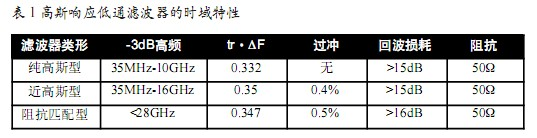 表 1 高斯响应低通滤波器的时域特性
滤波器类形 -3dB高频 tr·ΔF 过冲 回波损耗 阻抗
纯高斯型 35MHz-10GHz 0.332 无 >15dB 50Ω
近高斯型 35MHz-16GHz 0.35 0.4% >15dB 50Ω
阻抗匹配型 <28GHz 0.347 0.5% >16dB 50Ω